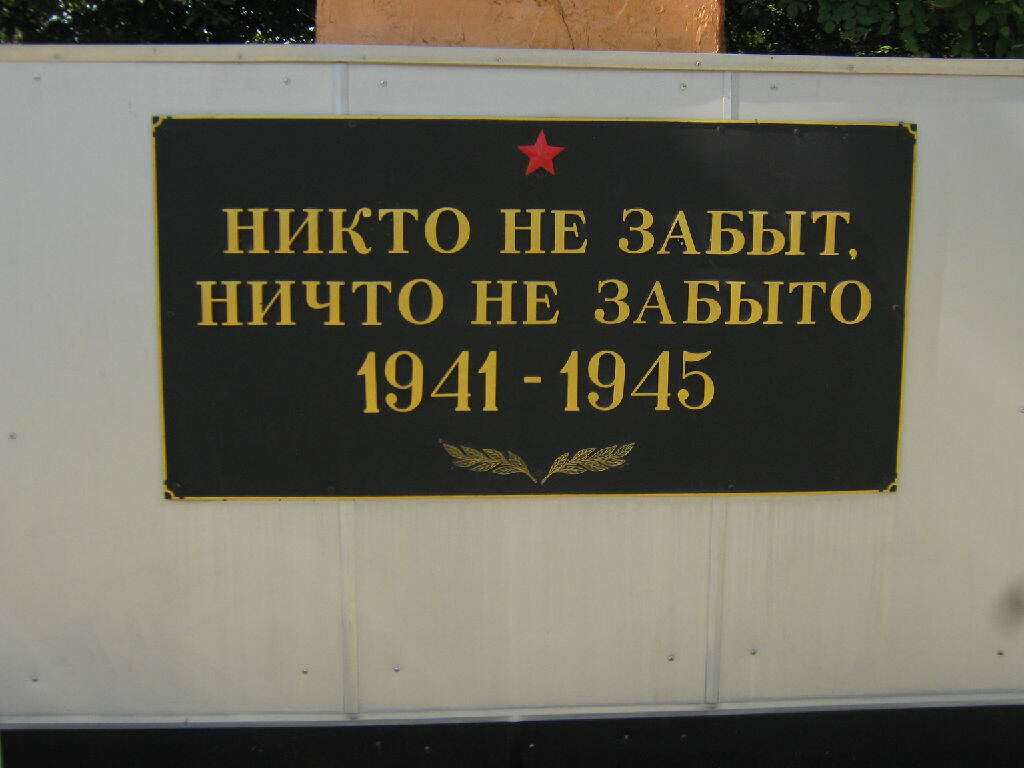 НИКТО НЕ ЗАБЫТ,
НИЧТО НЕ ЗАБЫТО
1941 - 1945